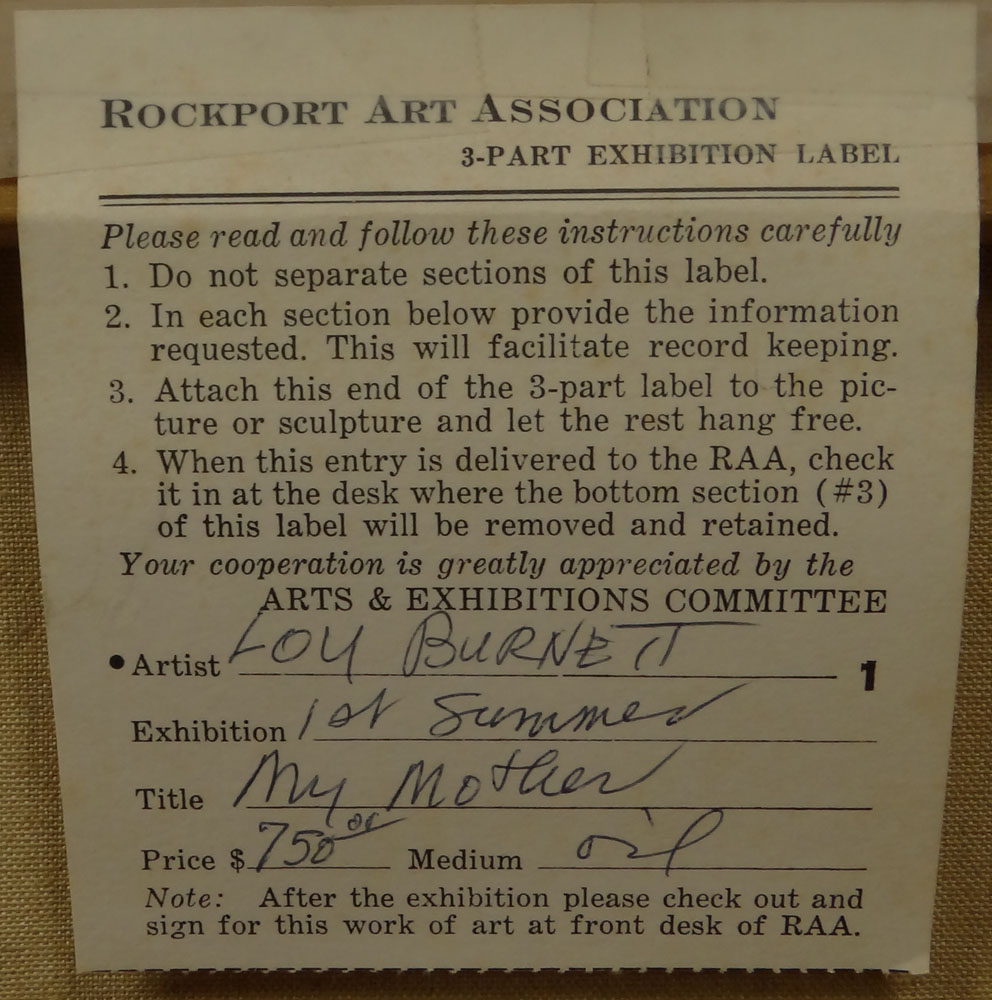 ROCKPORT ART ASSOCIATION
3-PART EXHIBITION LABEL
Please read and follow these instructions carefully
1. Do not separate sections of this label.
2. In each section below provide the information
requested. This will facilitate record keeping.
3. Attach this end of the 3-part label to the pic-
ture or sculpture and let the rest hang free.
4. When this entry is delivered to the RAA, check
it in at the desk where the bottom section (#3)
of this label will be removed and retained.
Your cooperation is greatly appreciated by the
ARTS & EXHIBITIONS COMMITTEE
• Artist LOU BURNETT 1
Exhibition 1st Summer
Title My Mother
Price $ 750 00 Medium oil
Note: After the exhibition please check out and
sign for this work of art at front desk of RAA.